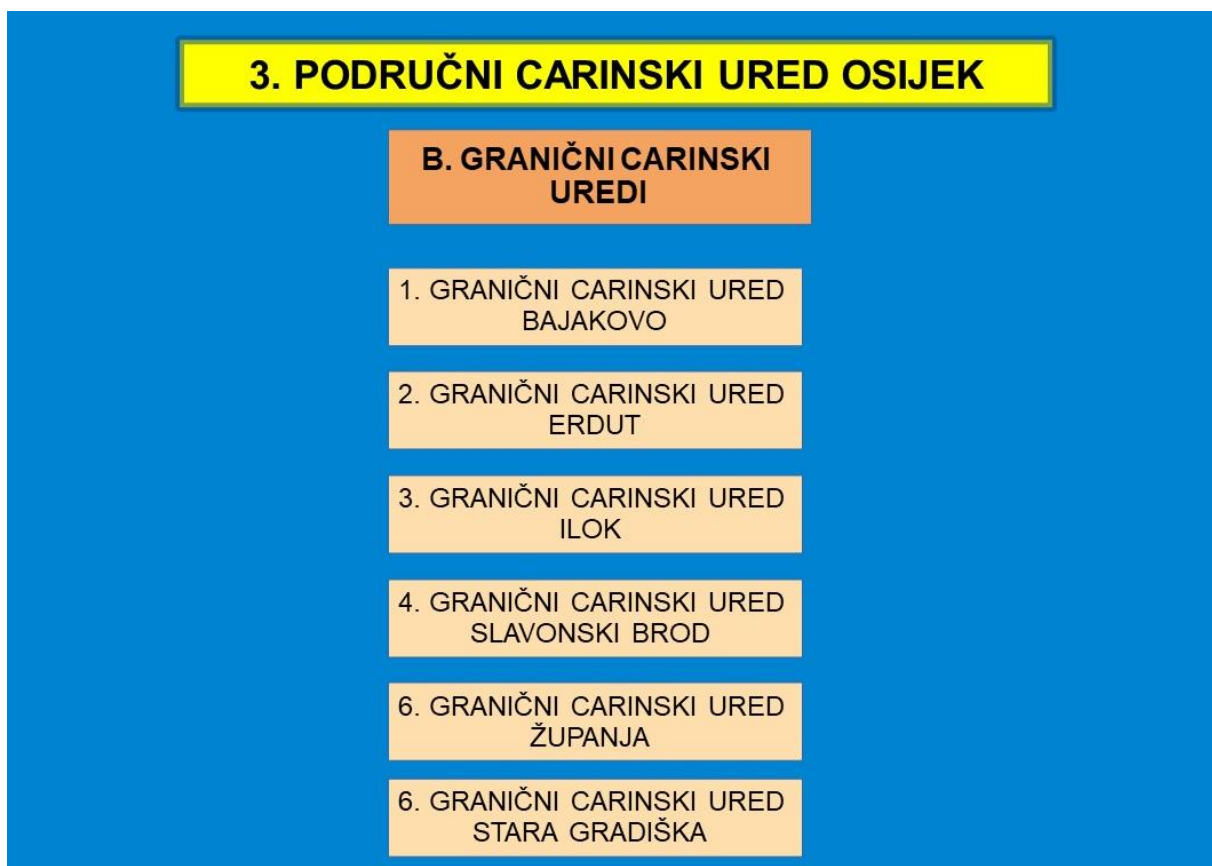 3. PODRUČNI CARINSKI URED OSIJEK
B. GRANIČNI CARINSKI
UREDI
1. GRANIČNI CARINSKI URED
BAJAKOVO
2. GRANIČNI CARINSKI URED
ERDUT
3. GRANIČNI CARINSKI URED
ILOK
4. GRANIČNI CARINSKI URED
SLAVONSKI BROD
6. GRANIČNI CARINSKI URED
ŽUPANJA
6. GRANIČNI CARINSKI URED
STARA GRADIŠKA